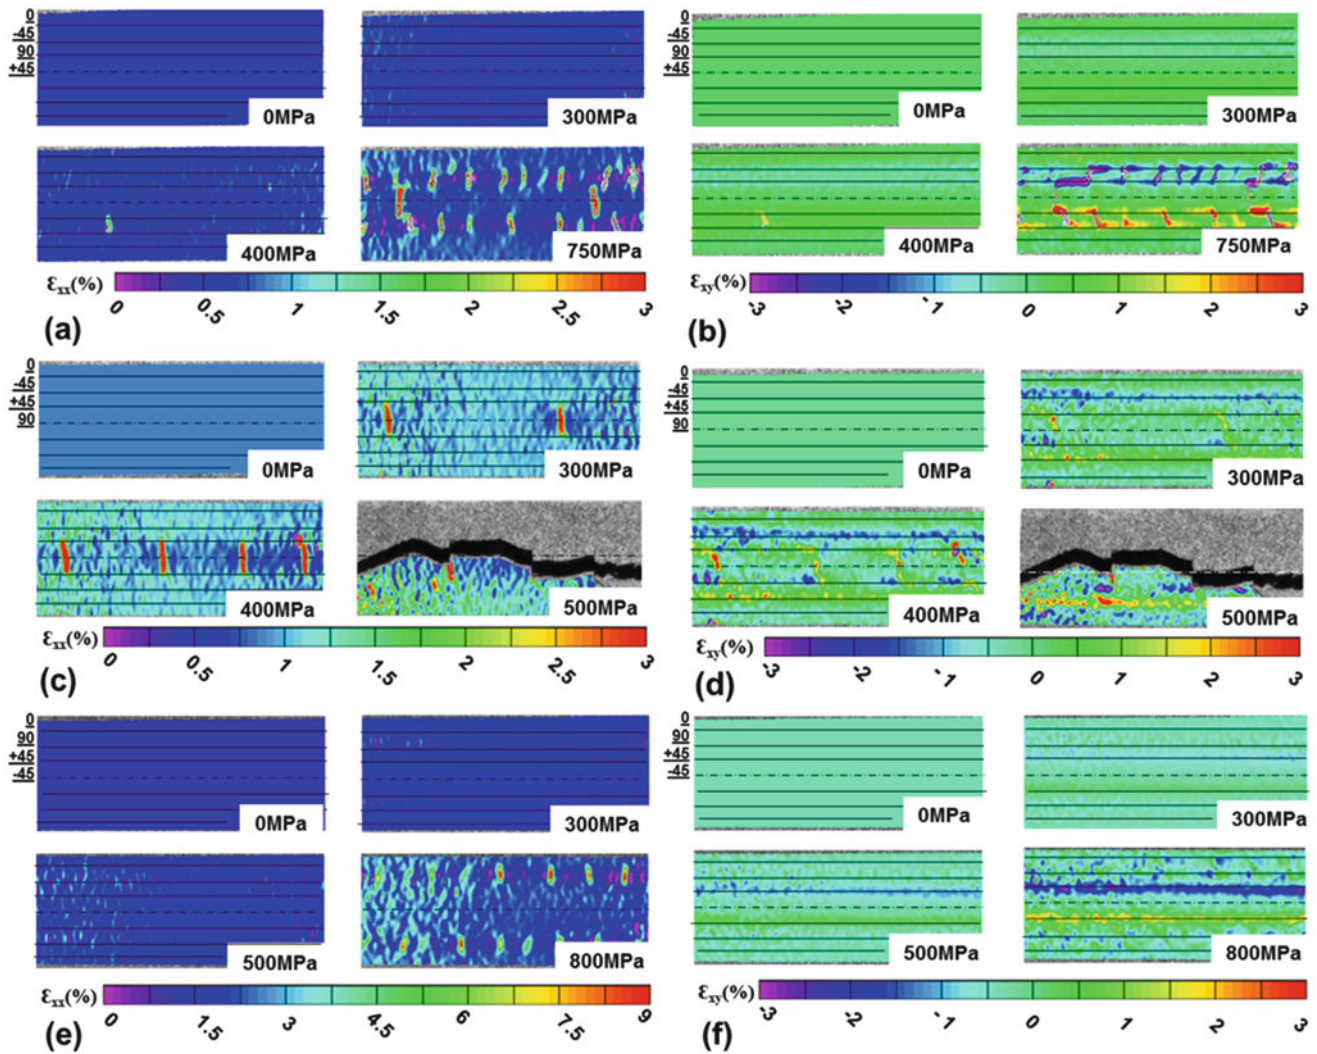 0
-45
90
+45
0MPa
300MPa
400MPa
750MPa
εxx(%)
0
0.5
1
1.5
2
2.5
3
(a)
0
-45
90
+45
0MPa
300MPa
400MPa
750MPa
εxy(%)
-3
-2
-1
0
1
2
3
(b)
0
-45
+45
90
0MPa
300MPa
400MPa
500MPa
εxx(%)
0
0.5
1
1.5
2
2.5
3
(c)
0
-45
+45
90
0MPa
300MPa
400MPa
500MPa
εxy(%)
-3
-2
-1
0
1
2
3
(d)
0
90
+45
-45
0MPa
300MPa
500MPa
800MPa
εxx(%)
0
1.5
3
4.5
6
7.5
9
(e)
0
90
+45
-45
0MPa
300MPa
500MPa
800MPa
εxy(%)
-3
-2
-1
0
1
2
3
(f)